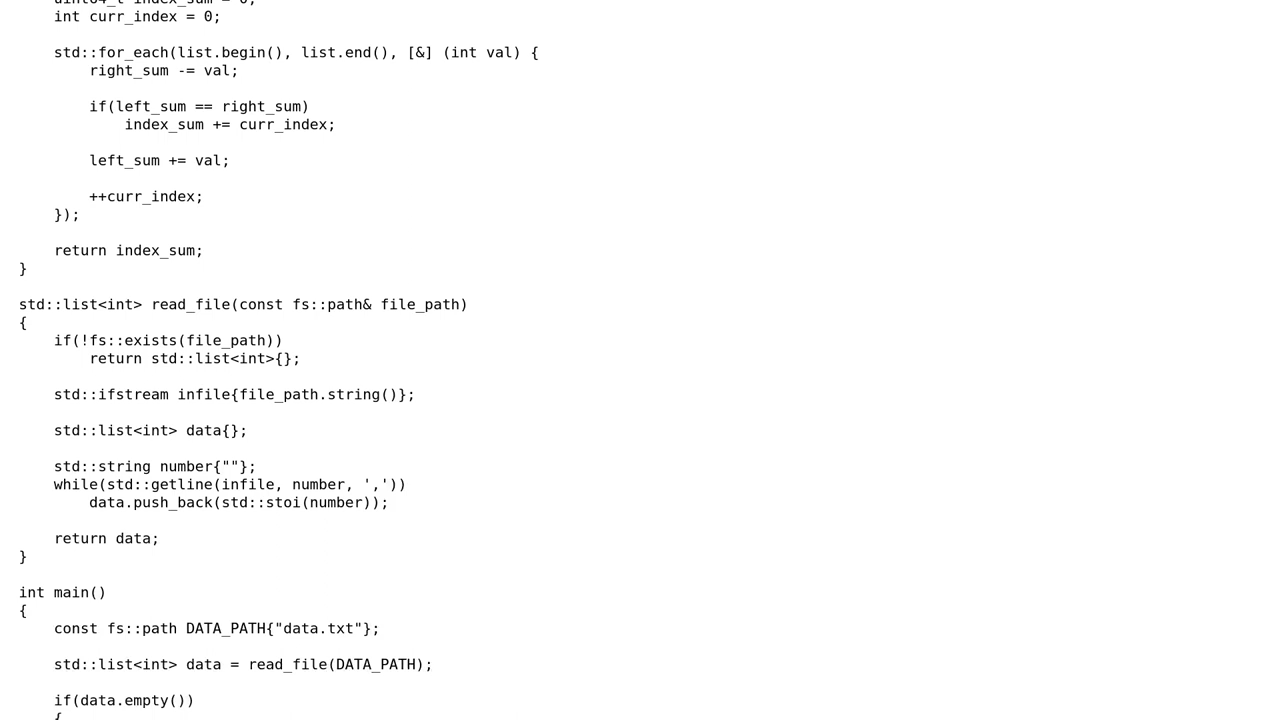 int curr_index = 0;

    std::for_each(list.begin(), list.end(), [&] (int val) {
        right_sum -= val;

        if(left_sum == right_sum)
            index_sum += curr_index;

        left_sum += val;

        ++curr_index;
    });

    return index_sum;
}

std::list<int> read_file(const fs::path& file_path)
{
    if(!fs::exists(file_path))
        return std::list<int>{};

    std::ifstream infile{file_path.string()};

    std::list<int> data{};

    std::string number{""};
    while(std::getline(infile, number, ','))
        data.push_back(std::stoi(number));

    return data;
}

int main()
{
    const fs::path DATA_PATH{"data.txt"};

    std::list<int> data = read_file(DATA_PATH);

    if(data.empty())
    {